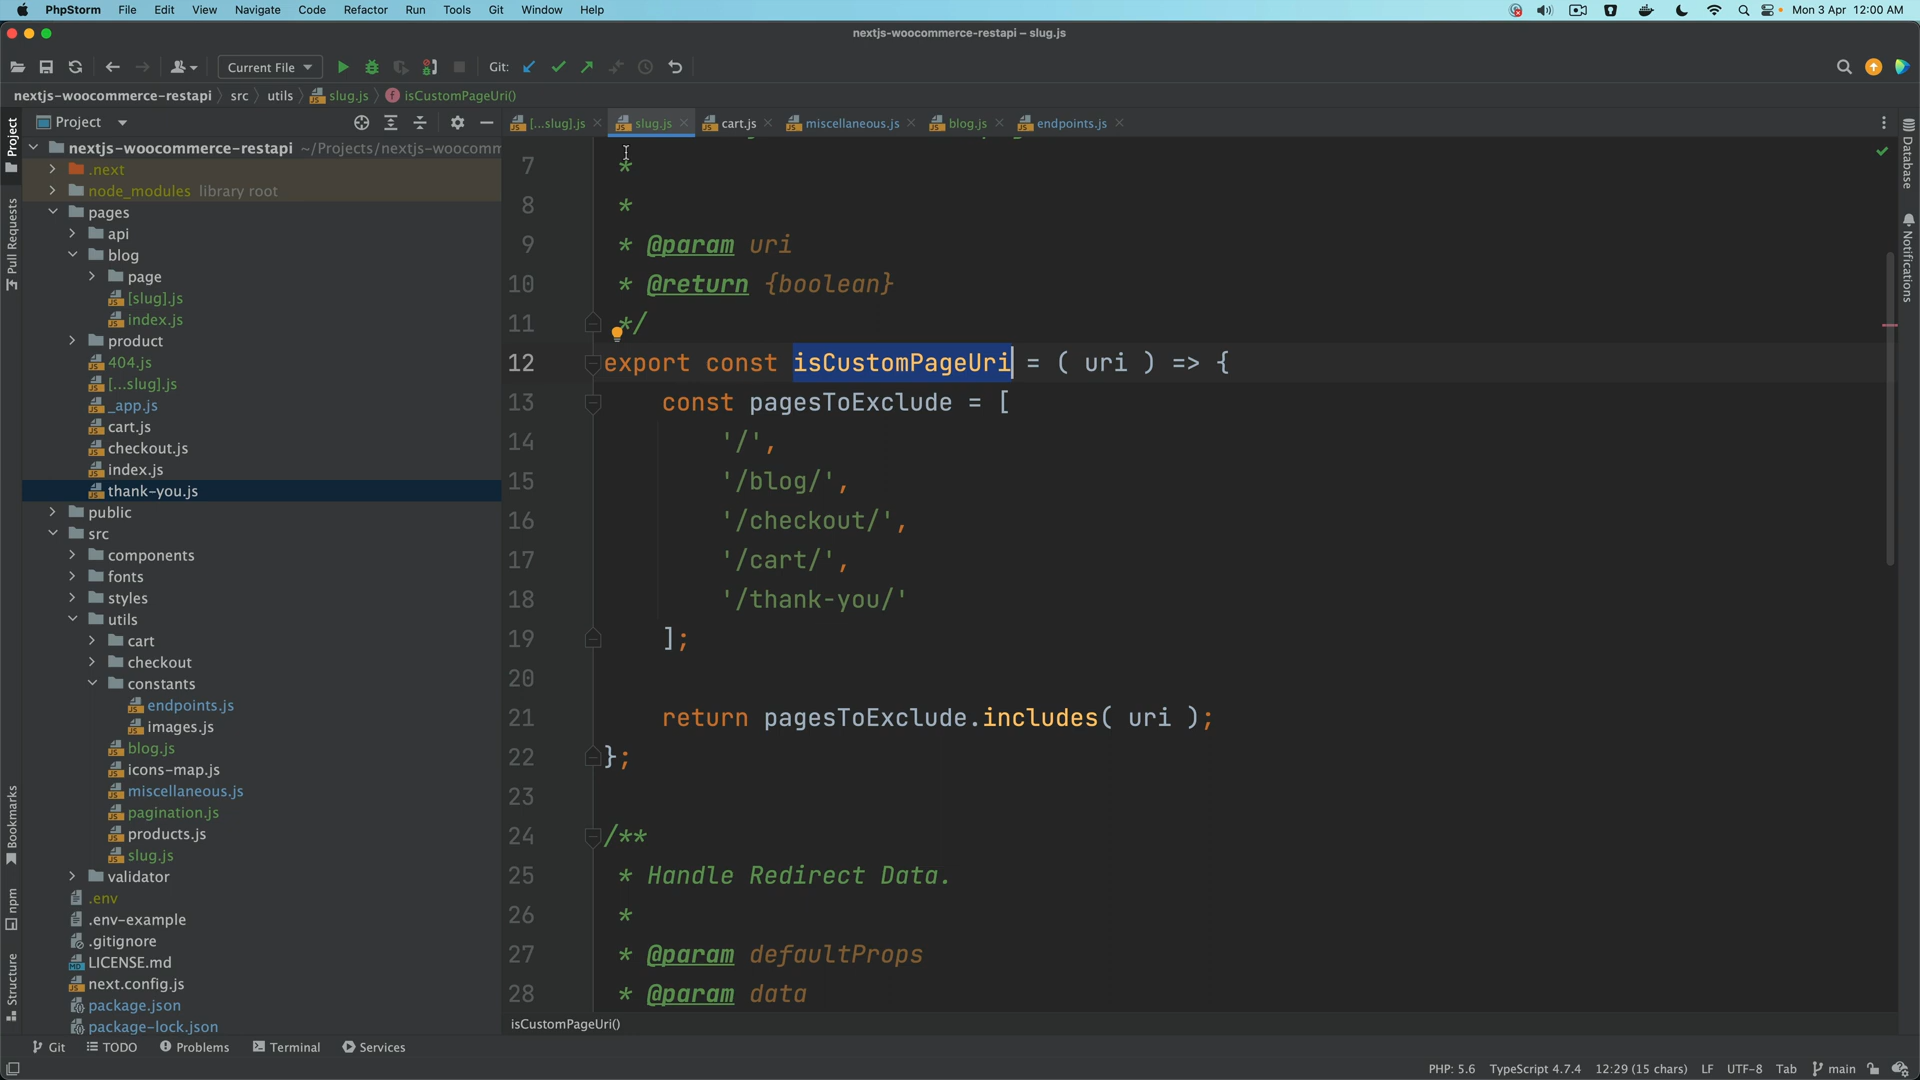 PhpStorm File Edit View Navigate Code Refactor Run Tools Git Window Help Mon 3 Apr 12:00 AM
nextjs-woocommerce-restapi – slug.js
Current File Git:
nextjs-woocommerce-restapi src utils slug.js isCustomPageUri()
Project
[...slug].js slug.js cart.js miscellaneous.js blog.js endpoints.js
Project
Pull Requests
Bookmarks
npm
Structure
nextjs-woocommerce-restapi ~/Projects/nextjs-woocomm
.next
node_modules library root
pages
api
blog
page
[slug].js
index.js
product
404.js
[...slug].js
_app.js
cart.js
checkout.js
index.js
thank-you.js
public
src
components
fonts
styles
utils
cart
checkout
constants
endpoints.js
images.js
blog.js
icons-map.js
miscellaneous.js
pagination.js
products.js
slug.js
validator
.env
.env-example
.gitignore
LICENSE.md
next.config.js
package.json
package-lock.json
7 *
8 *
9 * @param uri
10 * @return {boolean}
11 */
12 export const isCustomPageUri = ( uri ) => {
13 const pagesToExclude = [
14 '/',
15 '/blog/',
16 '/checkout/',
17 '/cart/',
18 '/thank-you/'
19 ];
20
21 return pagesToExclude.includes( uri );
22 };
23
24 /**
25 * Handle Redirect Data.
26 *
27 * @param defaultProps
28 * @param data
isCustomPageUri()
Database
Notifications
Git TODO Problems Terminal Services
PHP: 5.6 TypeScript 4.7.4 12:29 (15 chars) LF UTF-8 Tab main